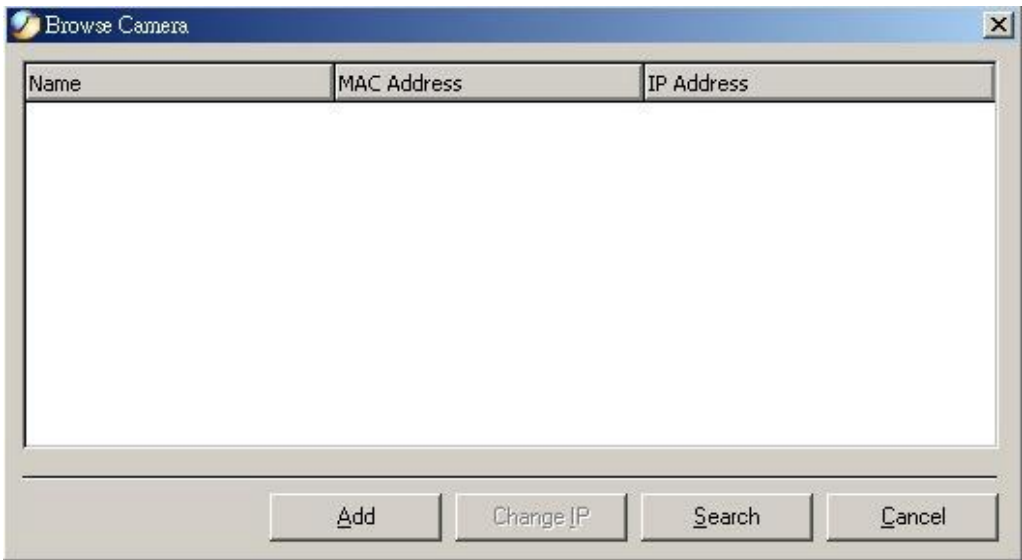 Browse Camera
Name MAC Address IP Address
Add Change IP Search Cancel